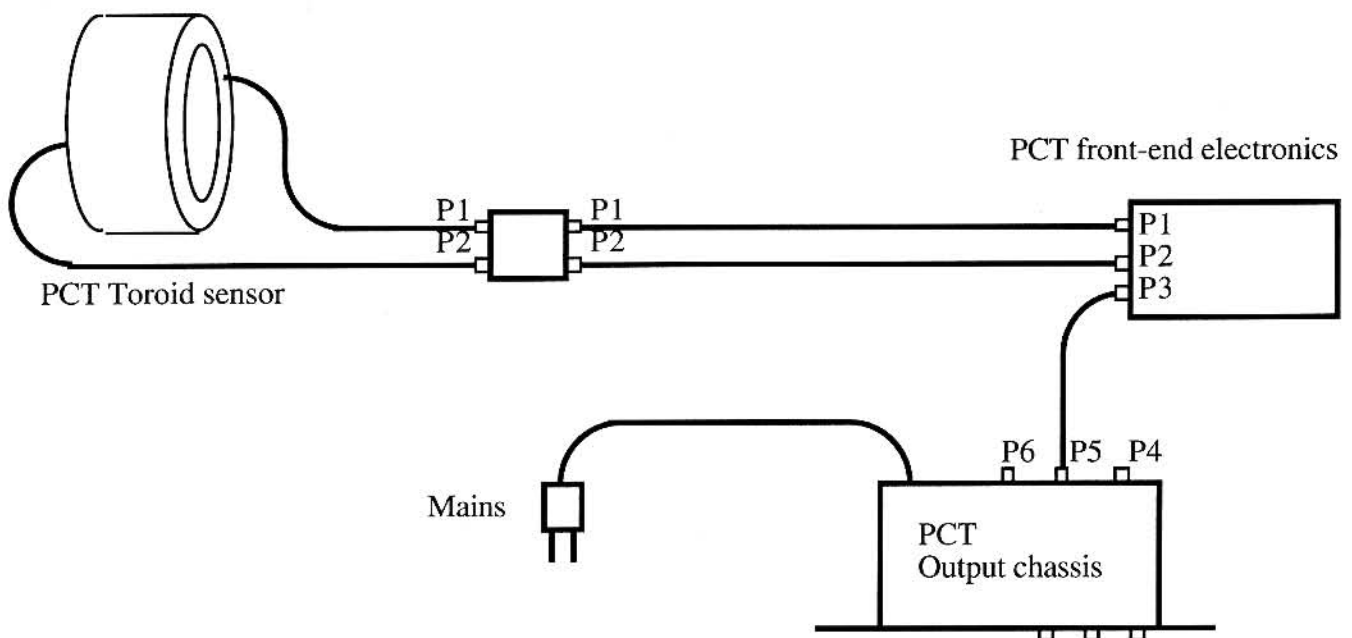 PCT front-end electronics
P1 P1 P1
P2 P2 P2
P3
PCT Toroid sensor
P6 P5 P4
Mains
PCT
Output chassis